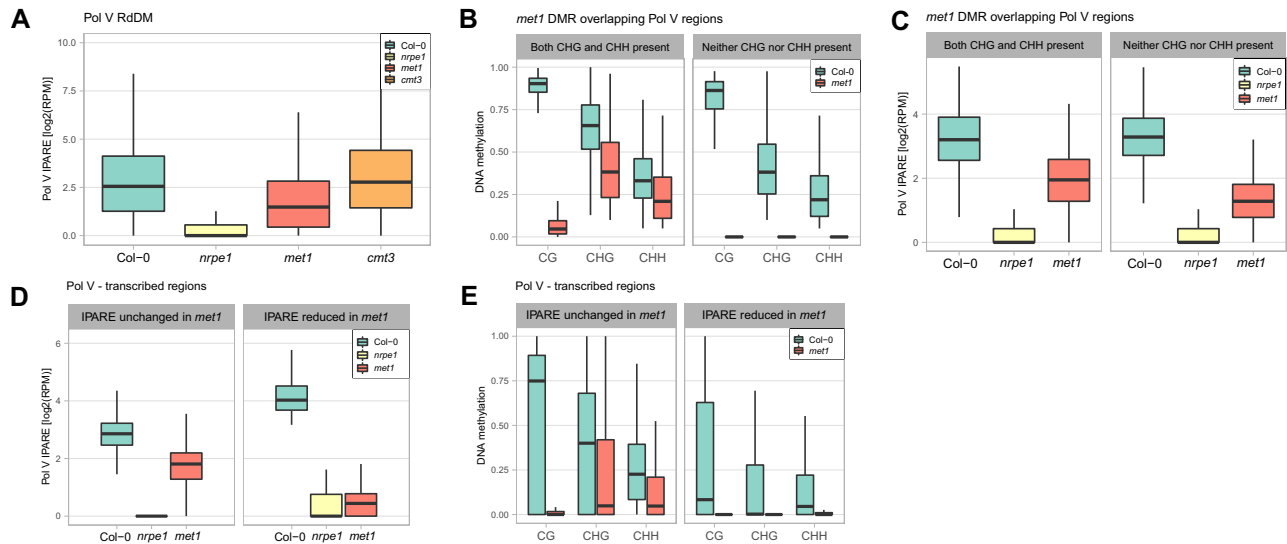 A
Pol V RdDM
Pol V IPARE [log2(RPM)]
10.0
7.5
5.0
2.5
0.0
Col-0
nrpe1
met1
cmt3
Col-0
nrpe1
met1
cmt3
B
met1 DMR overlapping Pol V regions
Both CHG and CHH present
Neither CHG nor CHH present
DNA methylation
1.00
0.75
0.50
0.25
0.00
Col-0
met1
CG
CHG
CHH
CG
CHG
CHH
C
met1 DMR overlapping Pol V regions
Both CHG and CHH present
Neither CHG nor CHH present
Pol V IPARE [log2(RPM)]
4
2
0
Col-0
nrpe1
met1
Col-0
nrpe1
met1
Col-0
nrpe1
met1
D
Pol V - transcribed regions
IPARE unchanged in met1
IPARE reduced in met1
Pol V IPARE [log2(RPM)]
6
4
2
0
Col-0
nrpe1
met1
Col-0
nrpe1
met1
Col-0
nrpe1
met1
E
Pol V - transcribed regions
IPARE unchanged in met1
IPARE reduced in met1
DNA methylation
1.00
0.75
0.50
0.25
0.00
Col-0
met1
CG
CHG
CHH
CG
CHG
CHH